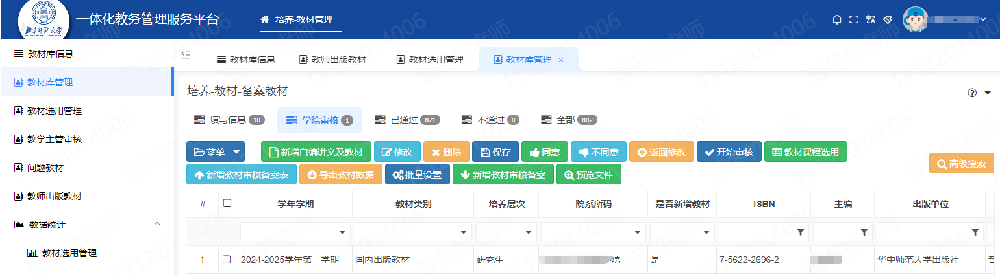 北京师范大学
一体化教务管理服务平台
培养-教材管理
教材库信息
教材库管理
教材选用管理
教学主管审核
问题教材
教师出版教材
数据统计
教材选用管理
教材库信息 教师出版教材 教材选用管理 教材库管理 ×
培养-教材-备案教材
填写信息 10 学院审核 1 已通过 871 不通过 0 全部 882
菜单 新增自编讲义及教材 修改 删除 保存 同意 不同意 返回修改 开始审核 教材课程选用
高级搜索
新增教材审核备案表 导出教材数据 批量设置 新增教材审核备案 预览文件
# 学年学期 教材类别 培养层次 院系所码 是否新增教材 ISBN 主编 出版单位
1 2024-2025学年第一学期 国内出版教材 研究生 院 是 7-5622-2696-2 华中师范大学出版社
曹冬竹老师
11122014006